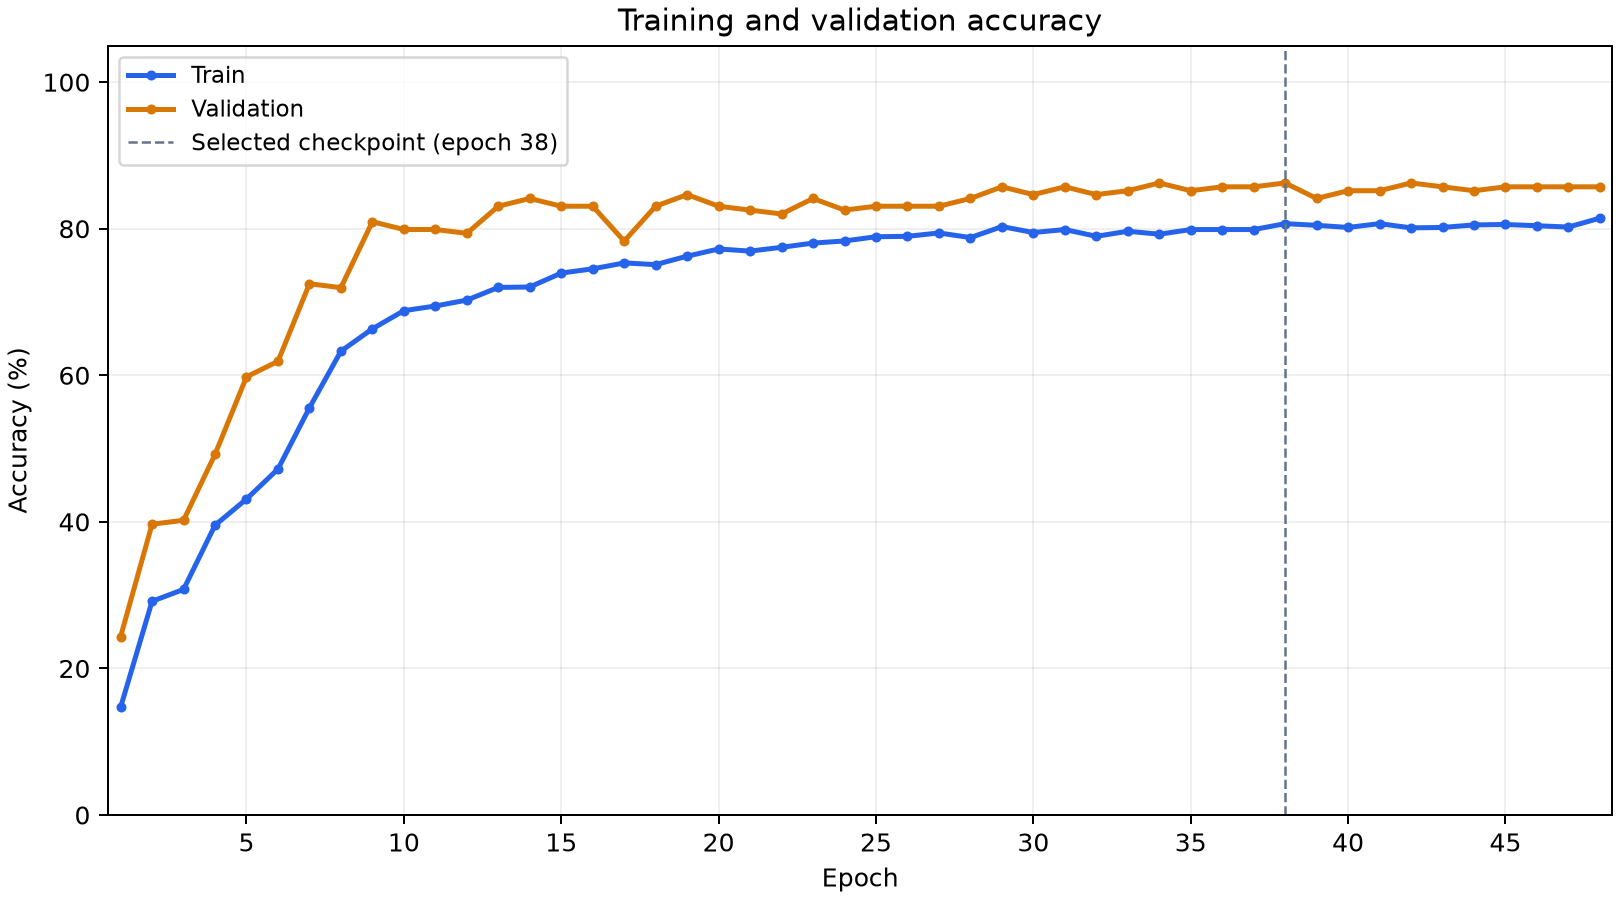 Training and validation accuracy
Train
Validation
Selected checkpoint (epoch 38)
Accuracy (%)
100
80
60
40
20
0
5 10 15 20 25 30 35 40 45
Epoch